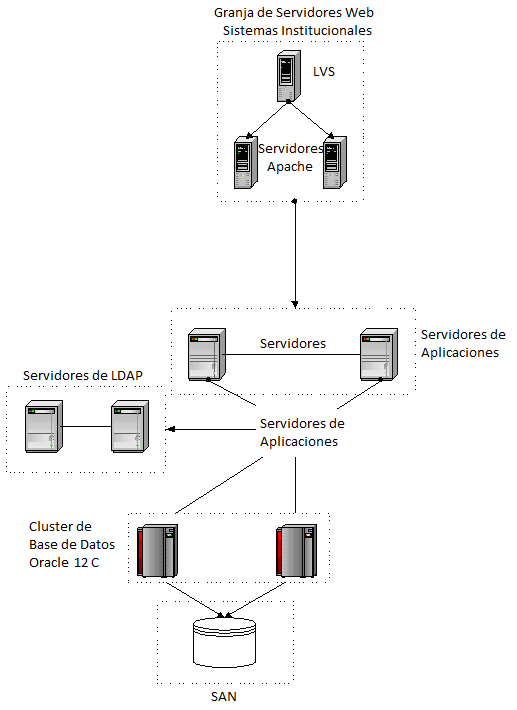 Granja de Servidores Web
Sistemas Institucionales
LVS
Servidores
Apache
Servidores
Servidores de
Aplicaciones
Servidores de LDAP
Servidores de
Aplicaciones
Cluster de
Base de Datos
Oracle 12 C
SAN